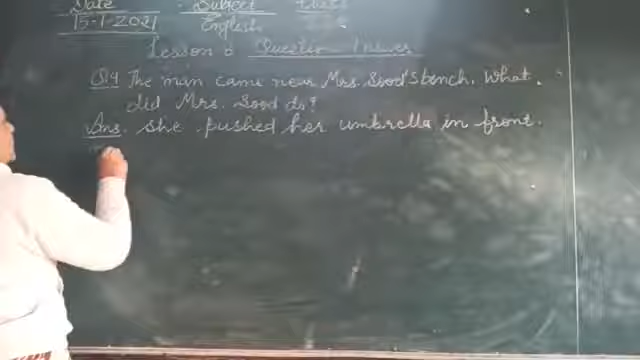 Date Subject Class
15-1-2021 English
Lesson 6 Question Answer
Q4 The man came near Mrs. Sood's bench. What
did Mrs. Sood do?
Ans. She pushed her umbrella in front.